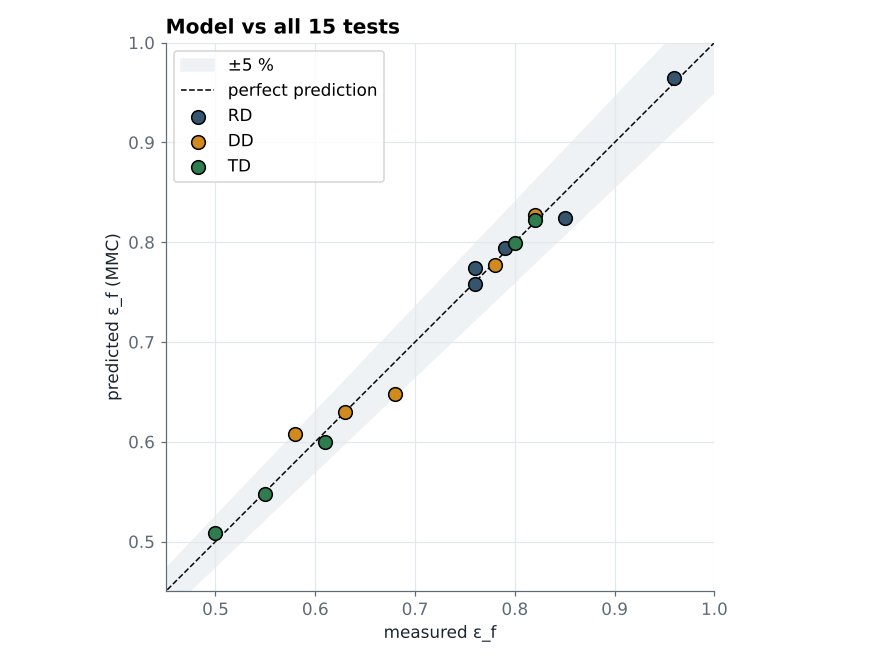 Model vs all 15 tests
±5 %
perfect prediction
RD
DD
TD
predicted ε_f (MMC)
1.0
0.9
0.8
0.7
0.6
0.5
0.5 0.6 0.7 0.8 0.9 1.0
measured ε_f